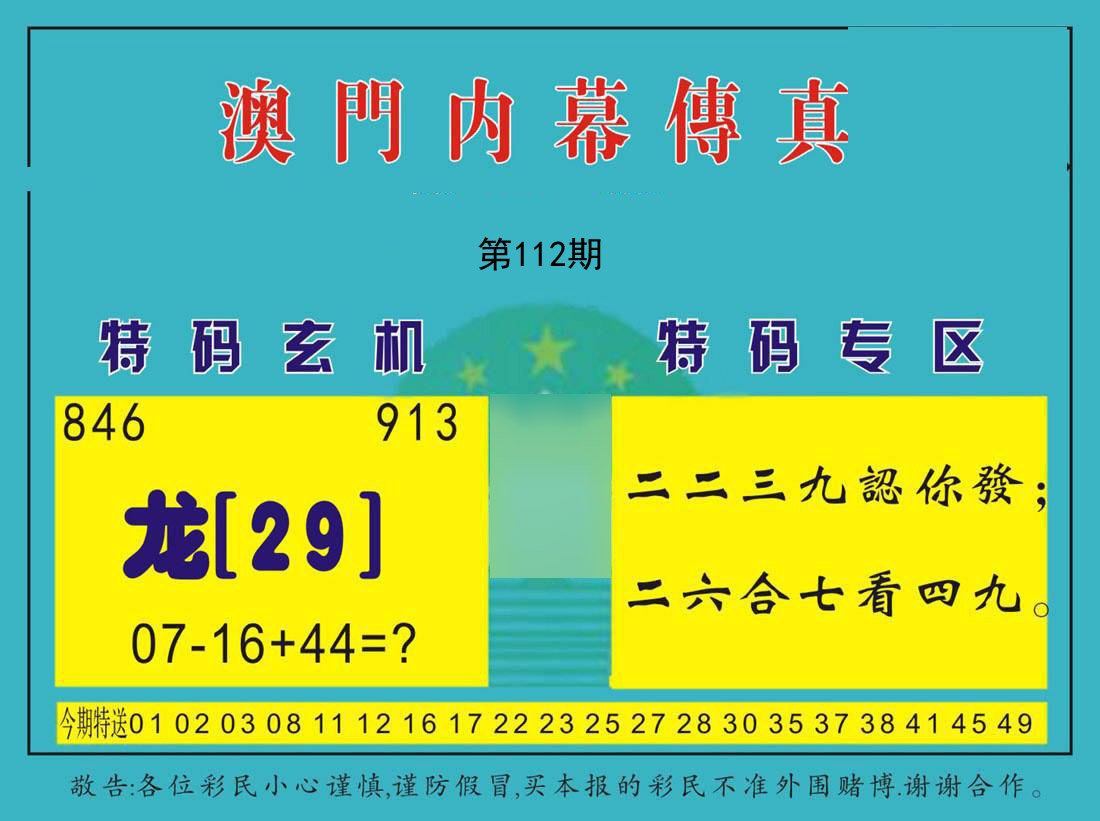 澳門内幕傳真
第112期
特码玄机
特码专区
846 913
龙[29]
07-16+44=?
二二三九認你發；
二六合七看四九。
今期特送01 02 03 08 11 12 16 17 22 23 25 27 28 30 35 37 38 41 45 49
敬告:各位彩民小心谨慎,谨防假冒,买本报的彩民不准外围赌博.谢谢合作。